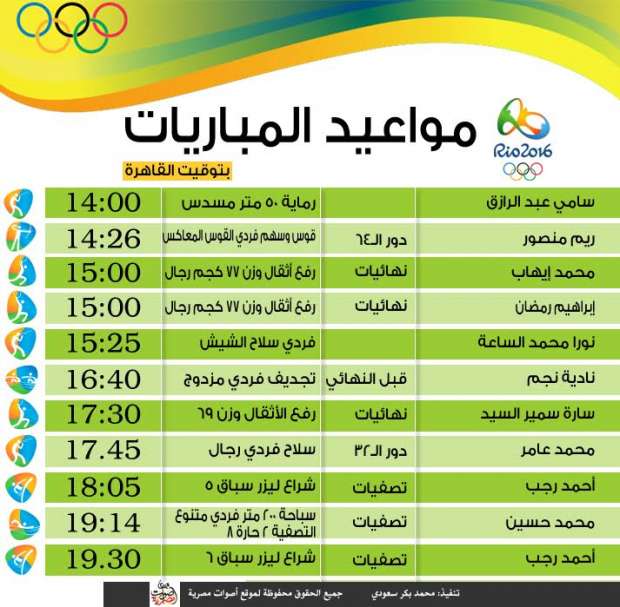 مواعيد المباريات
Rio2016
بتوقيت القاهرة
سامي عبد الرازق رماية ٥٠ متر مسدس 14:00
ريم منصور دور الـ٦٤ قوس وسهم فردي القوس المعاكس 14:26
محمد إيهاب نهائيات رفع أثقال وزن ٧٧ كجم رجال 15:00
إبراهيم رمضان نهائيات رفع أثقال وزن ٧٧ كجم رجال 15:00
نورا محمد الساعة فردي سلاح الشيش 15:25
نادية نجم قبل النهائي تجديف فردي مزدوج 16:40
سارة سمير السيد نهائيات رفع الأثقال وزن ٦٩ 17:30
محمد عامر دور الـ٣٢ سلاح فردي رجال 17.45
أحمد رجب تصفيات شراع ليزر سباق ٥ 18:05
محمد حسين تصفيات سباحة ٢٠٠ متر فردي متنوع 19:14
التصفية ٢ حارة ٨
أحمد رجب تصفيات شراع ليزر سباق ٦ 19.30
تنفيذ: محمد بكر سعودي جميع الحقوق محفوظة لموقع أصوات مصرية